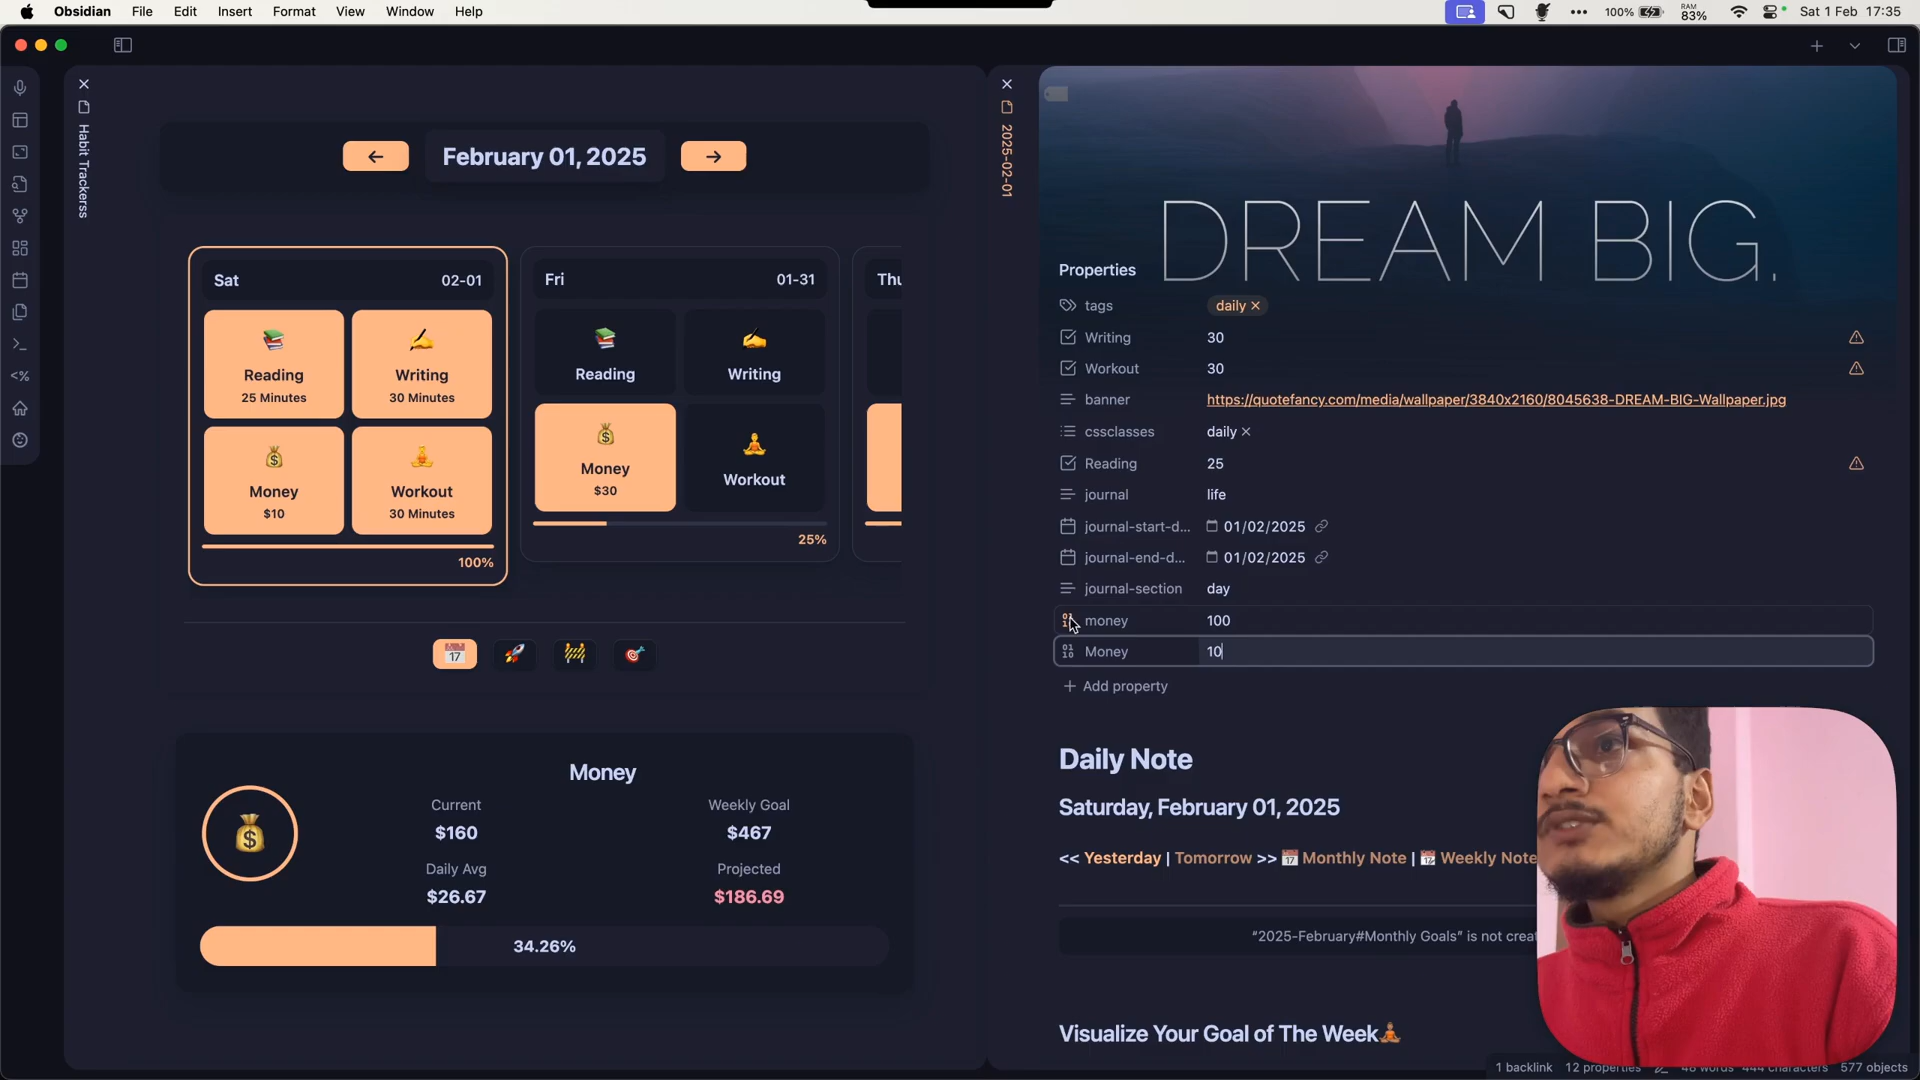 Obsidian File Edit Insert Format View Window Help
100% RAM 83% Sat 1 Feb 17:35
Habit Trackerss
← February 01, 2025 →
Sat 02-01
Reading
25 Minutes
Writing
30 Minutes
Money
$10
Workout
30 Minutes
100%
Fri 01-31
Reading
Writing
Money
$30
Workout
25%
Thu
Money
Current
$160
Weekly Goal
$467
Daily Avg
$26.67
Projected
$186.69
34.26%
2025-02-01
DREAM BIG.
Properties
tags daily ×
Writing 30
Workout 30
banner https://quotefancy.com/media/wallpaper/3840x2160/8045638-DREAM-BIG-Wallpaper.jpg
cssclasses daily ×
Reading 25
journal life
journal-start-d... 01/02/2025
journal-end-d... 01/02/2025
journal-section day
money 100
Money 10
+ Add property
Daily Note
Saturday, February 01, 2025
<< Yesterday | Tomorrow >> 📅 Monthly Note | 📆 Weekly Note
“2025-February#Monthly Goals” is not creat
Visualize Your Goal of The Week🧘
1 backlink 12 properties 48 words 444 characters 577 objects